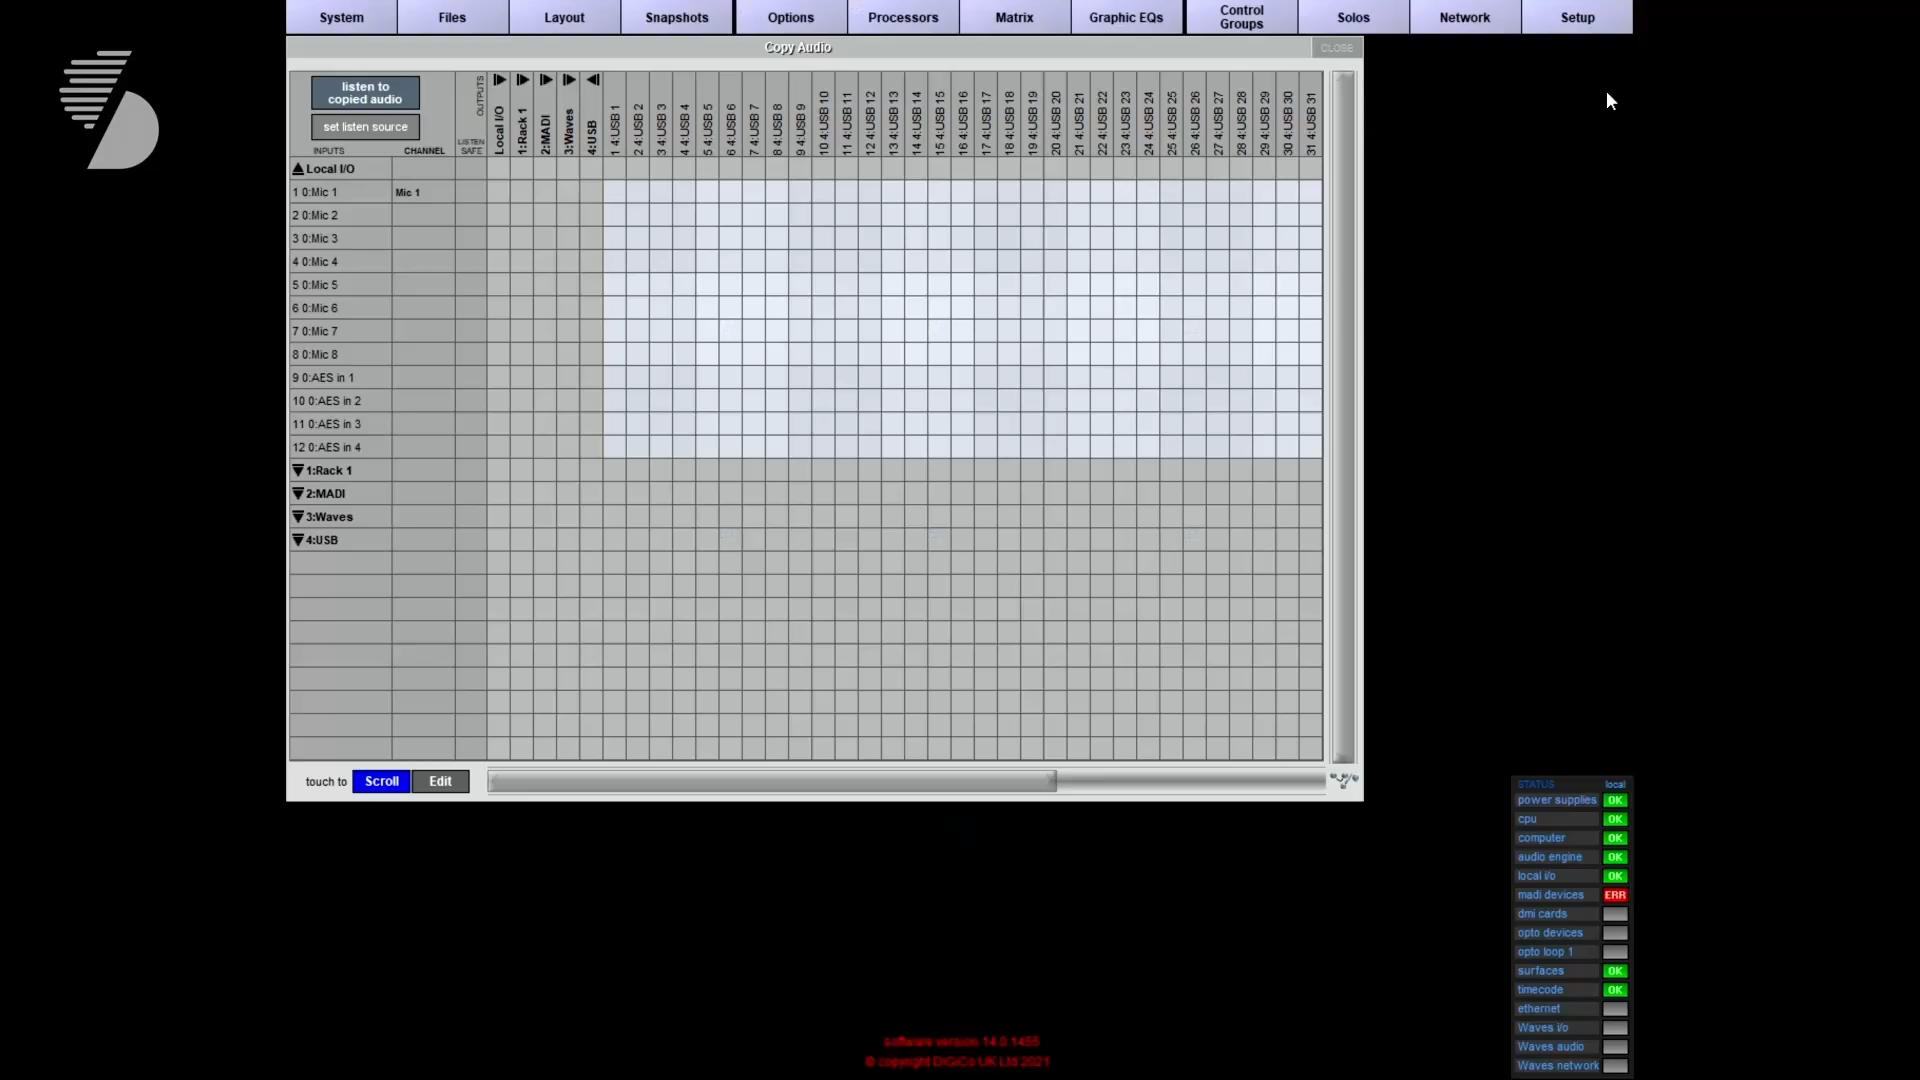 System
Files
Layout
Snapshots
Options
Processors
Matrix
Graphic EQs
Control
Groups
Solos
Network
Setup
Copy Audio
CLOSE
listen to
copied audio
set listen source
INPUTS
CHANNEL
LISTEN
SAFE
OUTPUTS
Local I/O
1:Rack 1
2:MADI
3:Waves
4:USB
1 4:USB 1
2 4:USB 2
3 4:USB 3
4 4:USB 4
5 4:USB 5
6 4:USB 6
7 4:USB 7
8 4:USB 8
9 4:USB 9
10 4:USB 10
11 4:USB 11
12 4:USB 12
13 4:USB 13
14 4:USB 14
15 4:USB 15
16 4:USB 16
17 4:USB 17
18 4:USB 18
19 4:USB 19
20 4:USB 20
21 4:USB 21
22 4:USB 22
23 4:USB 23
24 4:USB 24
25 4:USB 25
26 4:USB 26
27 4:USB 27
28 4:USB 28
29 4:USB 29
30 4:USB 30
31 4:USB 31
Local I/O
1 0:Mic 1 Mic 1
2 0:Mic 2
3 0:Mic 3
4 0:Mic 4
5 0:Mic 5
6 0:Mic 6
7 0:Mic 7
8 0:Mic 8
9 0:AES in 1
10 0:AES in 2
11 0:AES in 3
12 0:AES in 4
1:Rack 1
2:MADI
3:Waves
4:USB
touch to Scroll Edit
STATUS local
power supplies OK
cpu OK
computer OK
audio engine OK
local i/o OK
madi devices ERR
dmi cards
opto devices
opto loop 1
surfaces OK
timecode OK
ethernet
Waves i/o
Waves audio
Waves network
software version 14.0.1455
© copyright DiGiCo UK Ltd 2021